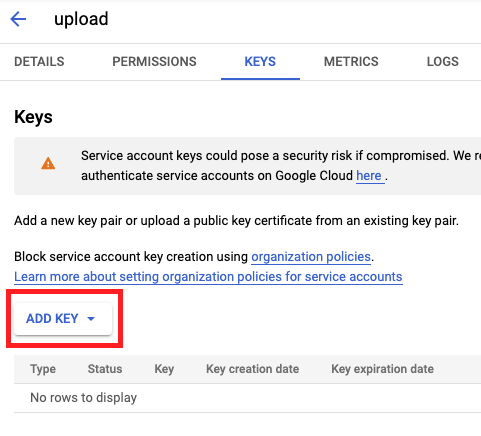 upload
DETAILS PERMISSIONS KEYS METRICS LOGS
Keys
Service account keys could pose a security risk if compromised. We re
authenticate service accounts on Google Cloud here .
Add a new key pair or upload a public key certificate from an existing key pair.
Block service account key creation using organization policies.
Learn more about setting organization policies for service accounts
ADD KEY
Type Status Key Key creation date Key expiration date
No rows to display